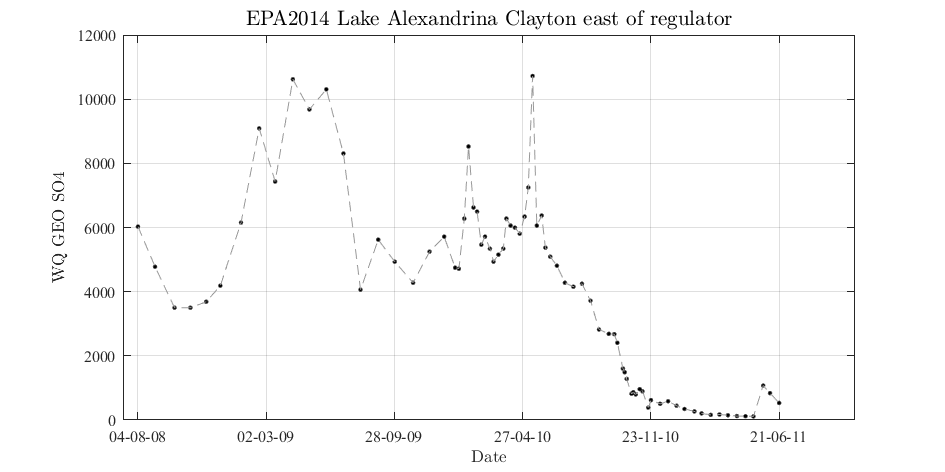 EPA2014 Lake Alexandrina Clayton east of regulator
12000
10000
8000
6000
4000
2000
0
WQ GEO SO4
04-08-08 02-03-09 28-09-09 27-04-10 23-11-10 21-06-11
Date